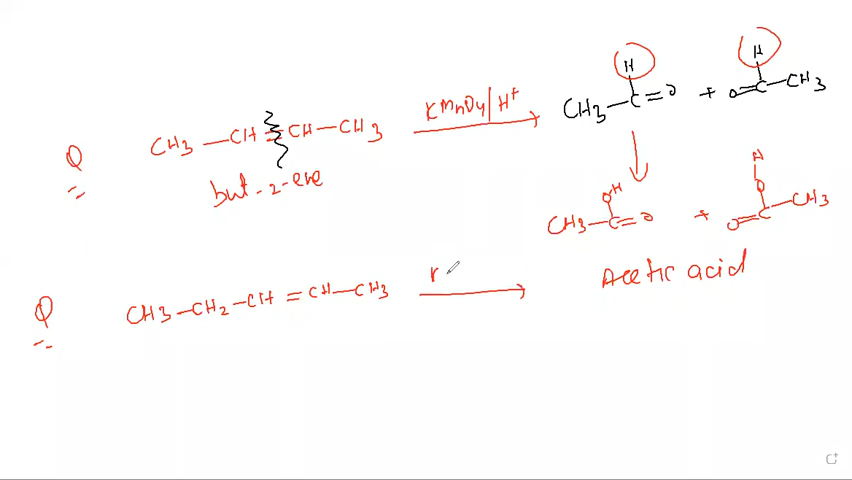 Q CH3 — CH = CH — CH3 KMnO4/H+ CH3 — C = O H + O = C — CH3 H
but-2-ene
CH3 — C = O OH + O = C — CH3 O H
Acetic acid
Q CH3 — CH2 — CH = CH — CH3